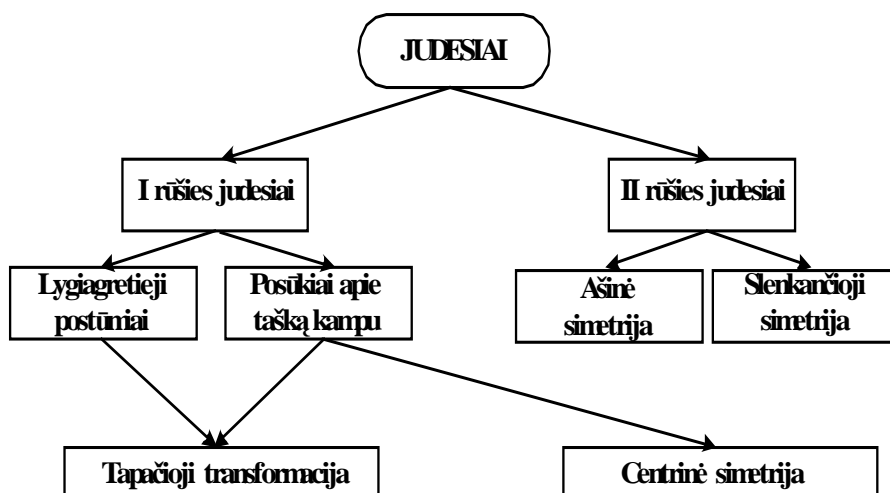 JUDESIAI
I rūšies judesiai
II rūšies judesiai
Lygiagretieji
postūmiai
Posūkiai apie
tašką kampu
Ašinė
simetrija
Slenkančioji
simetrija
Tapačioji transformacija
Centrinė simetrija